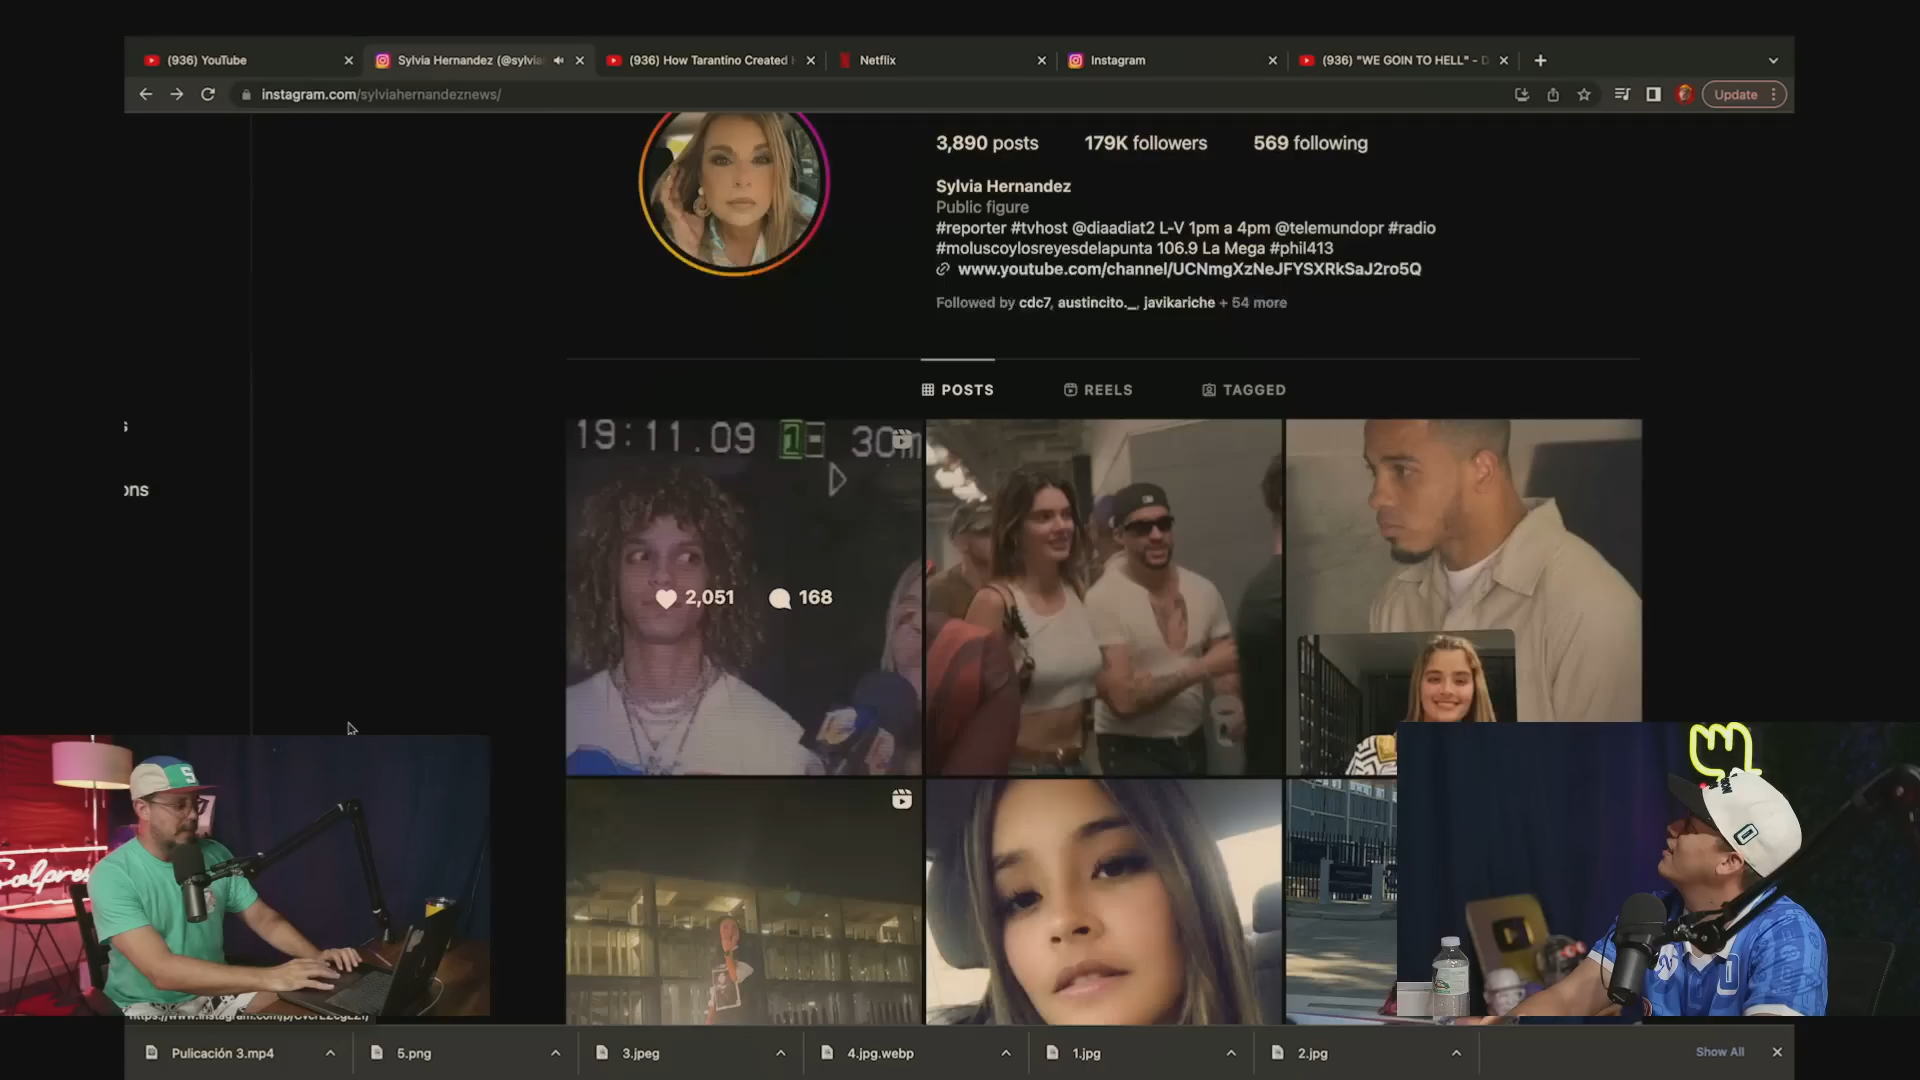 (936) YouTube
Sylvia Hernandez (@sylvia
(936) How Tarantino Created
Netflix
Instagram
(936) "WE GOIN TO HELL" - D
instagram.com/sylviahernandeznews/
Update
3,890 posts 179K followers 569 following
Sylvia Hernandez
Public figure
#reporter #tvhost @diaadiat2 L-V 1pm a 4pm @telemundopr #radio
#moluscoylosreyesdelapunta 106.9 La Mega #phil413
www.youtube.com/channel/UCNmgXzNeJFYSXRkSaJ2ro5Q
Followed by cdc7, austincito._, javikariche + 54 more
POSTS REELS TAGGED
s
ons
19:11.09 1 30m
2,051 168
Pulicación 3.mp4
5.png
3.jpeg
4.jpg.webp
1.jpg
2.jpg
Show All